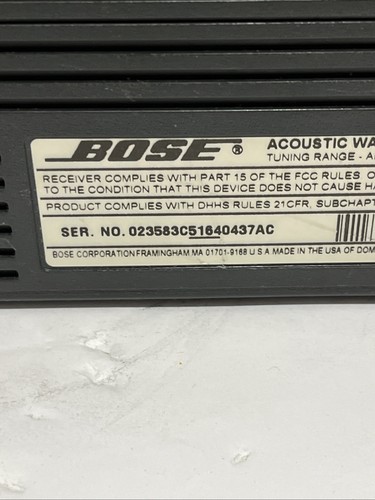 BOSE®
ACOUSTIC WA
TUNING RANGE - A
RECEIVER COMPLIES WITH PART 15 OF THE FCC RULES O
TO THE CONDITION THAT THIS DEVICE DOES NOT CAUSE HA
PRODUCT COMPLIES WITH DHHS RULES 21CFR, SUBCHAPT
SER. NO. 023583C51640437AC
BOSE CORPORATION FRAMINGHAM MA 01701-9168 U S A MADE IN THE USA OF DOM